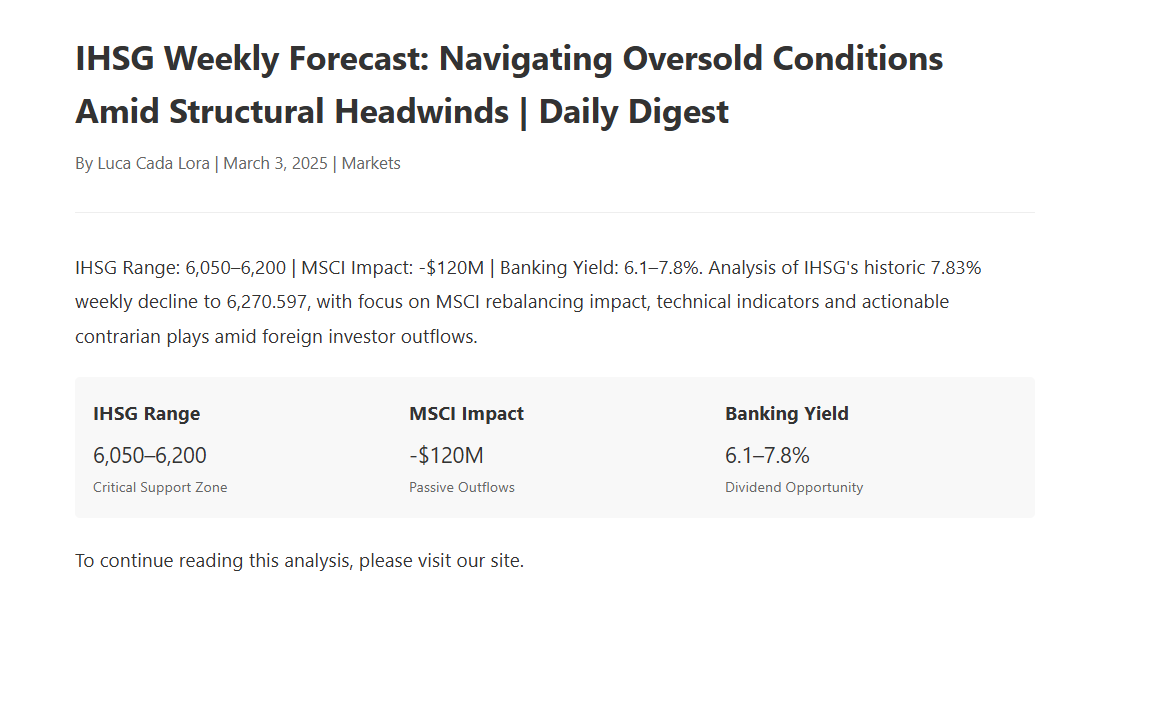 IHSG Weekly Forecast: Navigating Oversold Conditions
Amid Structural Headwinds | Daily Digest
By Luca Cada Lora | March 3, 2025 | Markets
IHSG Range: 6,050–6,200 | MSCI Impact: -$120M | Banking Yield: 6.1–7.8%. Analysis of IHSG's historic 7.83%
weekly decline to 6,270.597, with focus on MSCI rebalancing impact, technical indicators and actionable
contrarian plays amid foreign investor outflows.
IHSG Range
6,050–6,200
Critical Support Zone
MSCI Impact
-$120M
Passive Outflows
Banking Yield
6.1–7.8%
Dividend Opportunity
To continue reading this analysis, please visit our site.